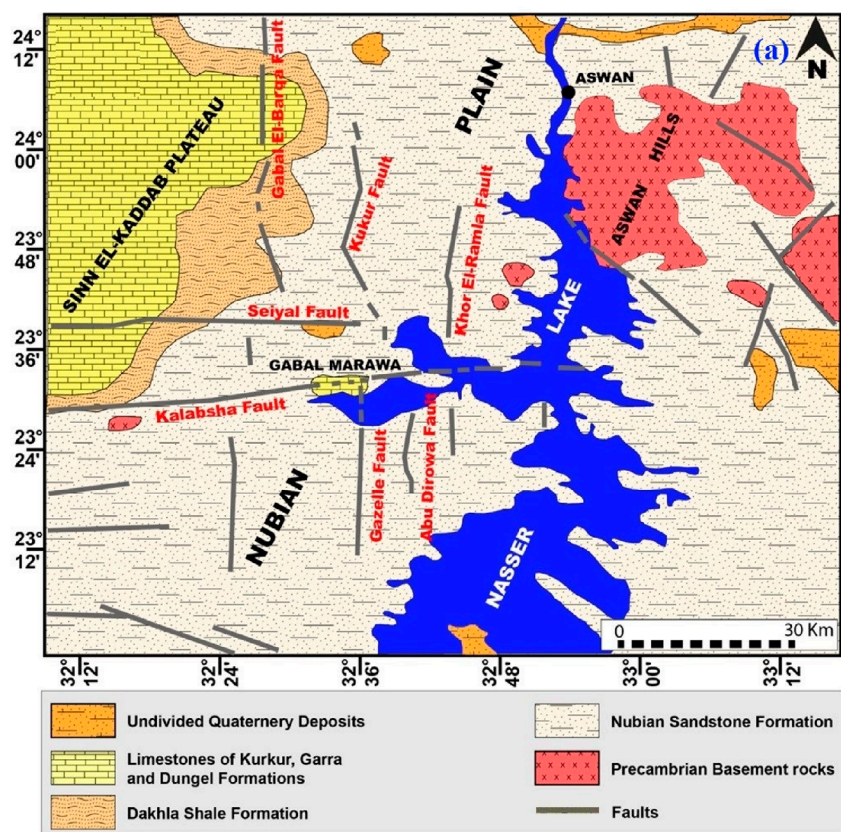 (a)
N
24°
12'
24°
00'
23°
48'
23°
36'
23°
24'
23°
12'
ASWAN
PLAIN
ASWAN HILLS
SINN EL-KADDAB PLATEAU
Gabal El-Barqa Fault
Kukur Fault
Khor El-Ramla Fault
Seiyal Fault
LAKE
GABAL MARAWA
Kalabsha Fault
Gazelle Fault
Abu Dirowa Fault
NUBIAN
NASSER
0 30 Km
32°12'
32°24'
32°36'
32°48'
33°00'
33°12'
Undivided Quaternery Deposits
Limestones of Kurkur, Garra
and Dungel Formations
Dakhla Shale Formation
Nubian Sandstone Formation
Precambrian Basement rocks
Faults